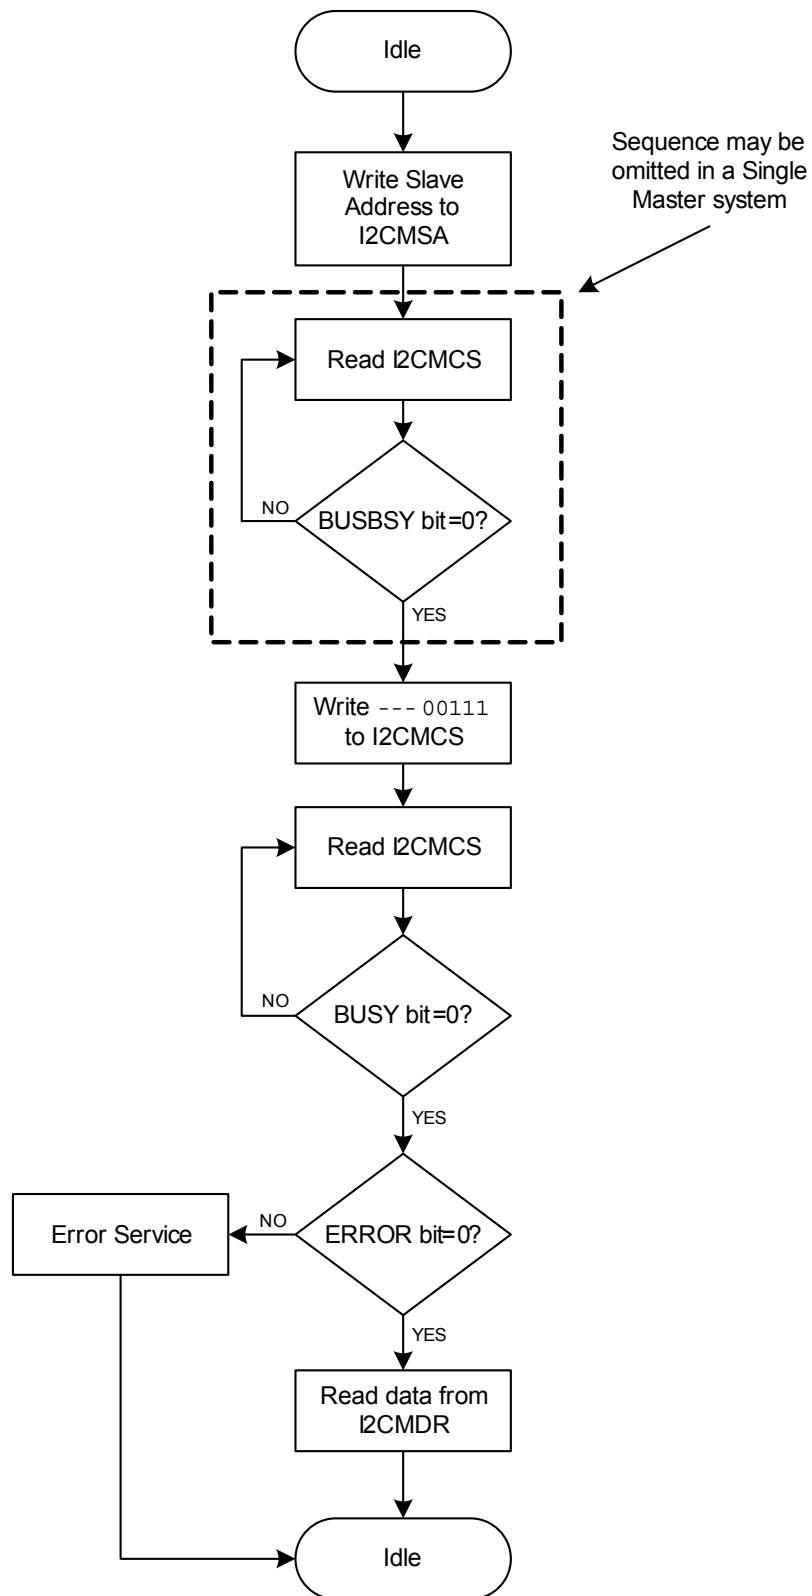 Idle
Sequence may be
omitted in a Single
Master system
Write Slave
Address to
I2CMSA
Read I2CMCS
NO
BUSBSY bit=0?
YES
Write --- 00111
to I2CMCS
Read I2CMCS
NO
BUSY bit=0?
YES
Error Service
NO
ERROR bit=0?
YES
Read data from
I2CMDR
Idle